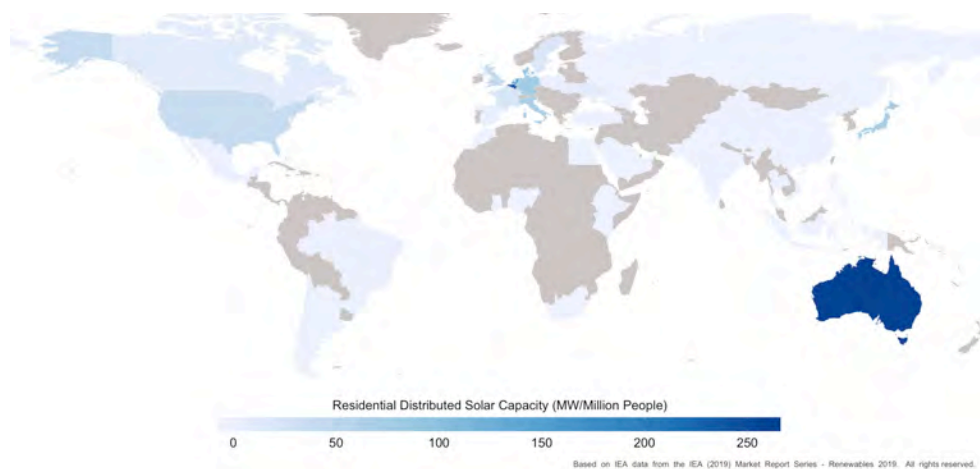 Residential Distributed Solar Capacity (MW/Million People)
0 50 100 150 200 250
Based on IEA data from the IEA (2019) Market Report Series - Renewables 2019. All rights reserved.